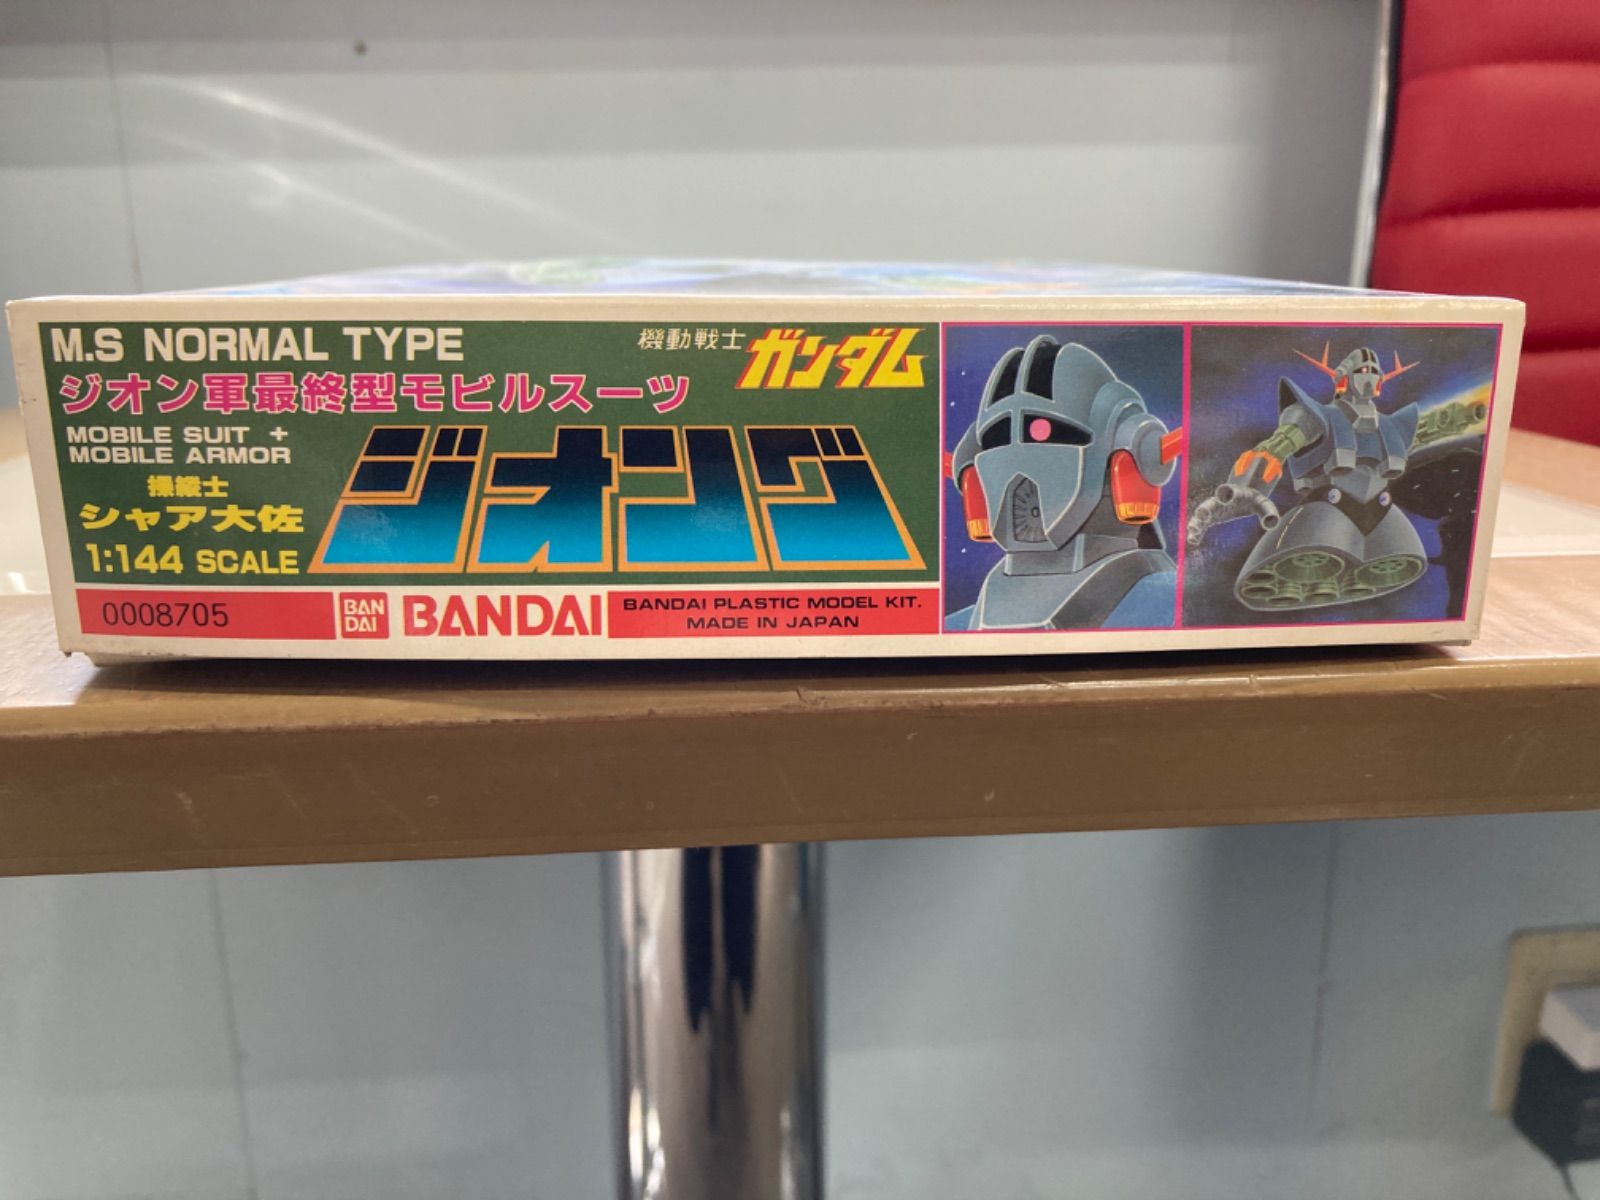 M.S NORMAL TYPE
機動戦士 ガンダム
ジオン軍最終型モビルスーツ
MOBILE SUIT +
MOBILE ARMOR
操縦士
シャア大佐
1:144 SCALE
ジオング
0008705
BAN
DAI
BANDAI
BANDAI PLASTIC MODEL KIT.
MADE IN JAPAN